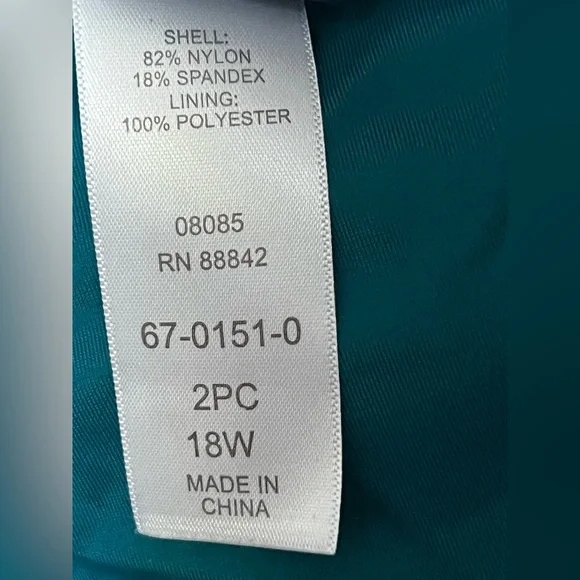 SHELL:
82% NYLON
18% SPANDEX
LINING:
100% POLYESTER
08085
RN 88842
67-0151-0
2PC
18W
MADE IN
CHINA